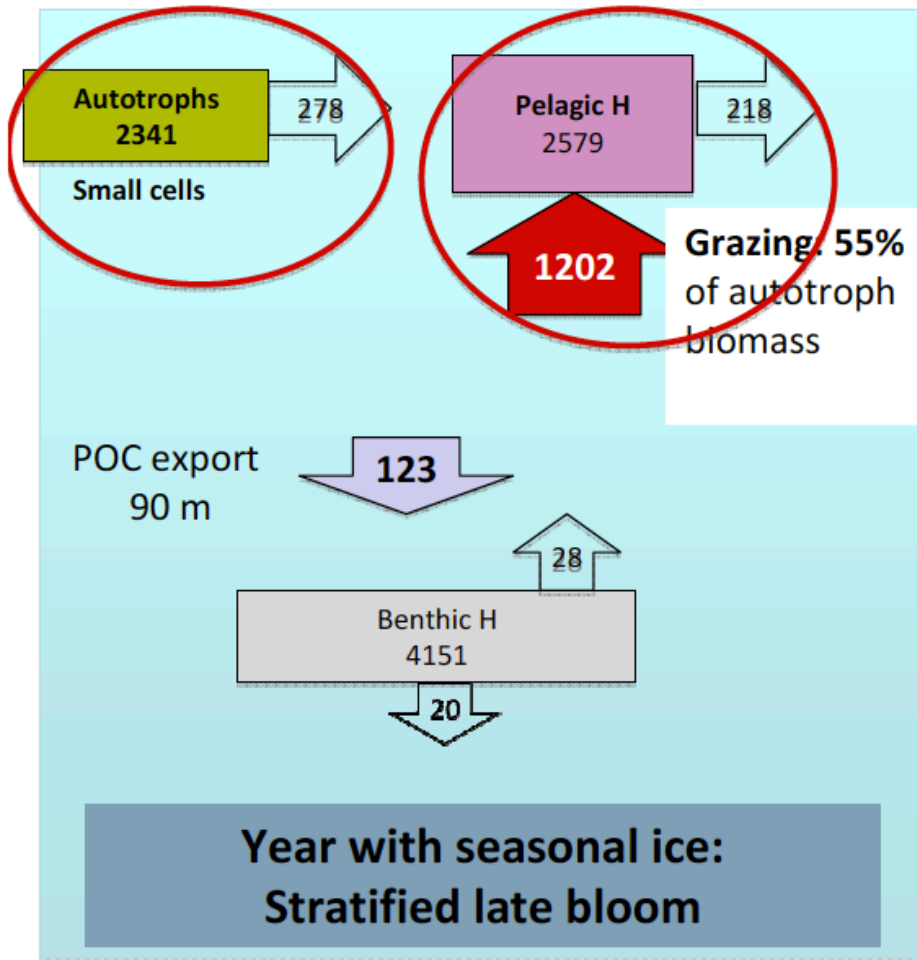 Autotrophs
2341
278
Small cells
Pelagic H
2579
218
1202
Grazing: 55%
of autotroph
biomass
POC export
90 m
123
28
Benthic H
4151
20
Year with seasonal ice:
Stratified late bloom